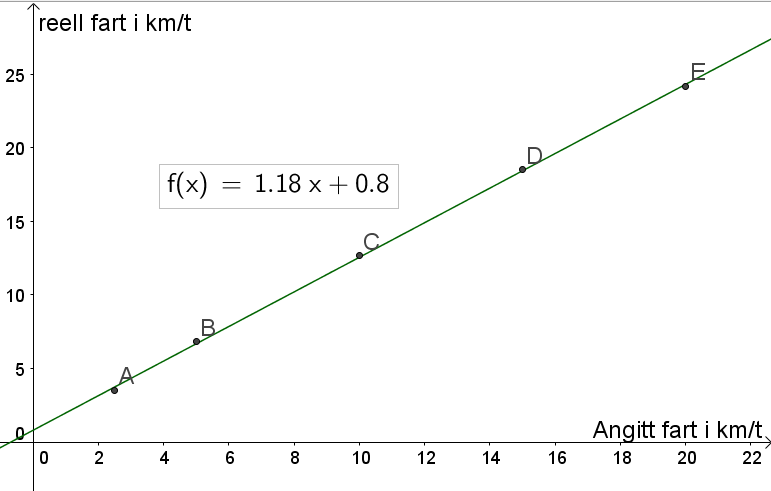 reell fart i km/t
25
E
20
D
f(x) = 1.18 x + 0.8
15
C
10
B
5
A
0
Angitt fart i km/t
0 2 4 6 8 10 12 14 16 18 20 22